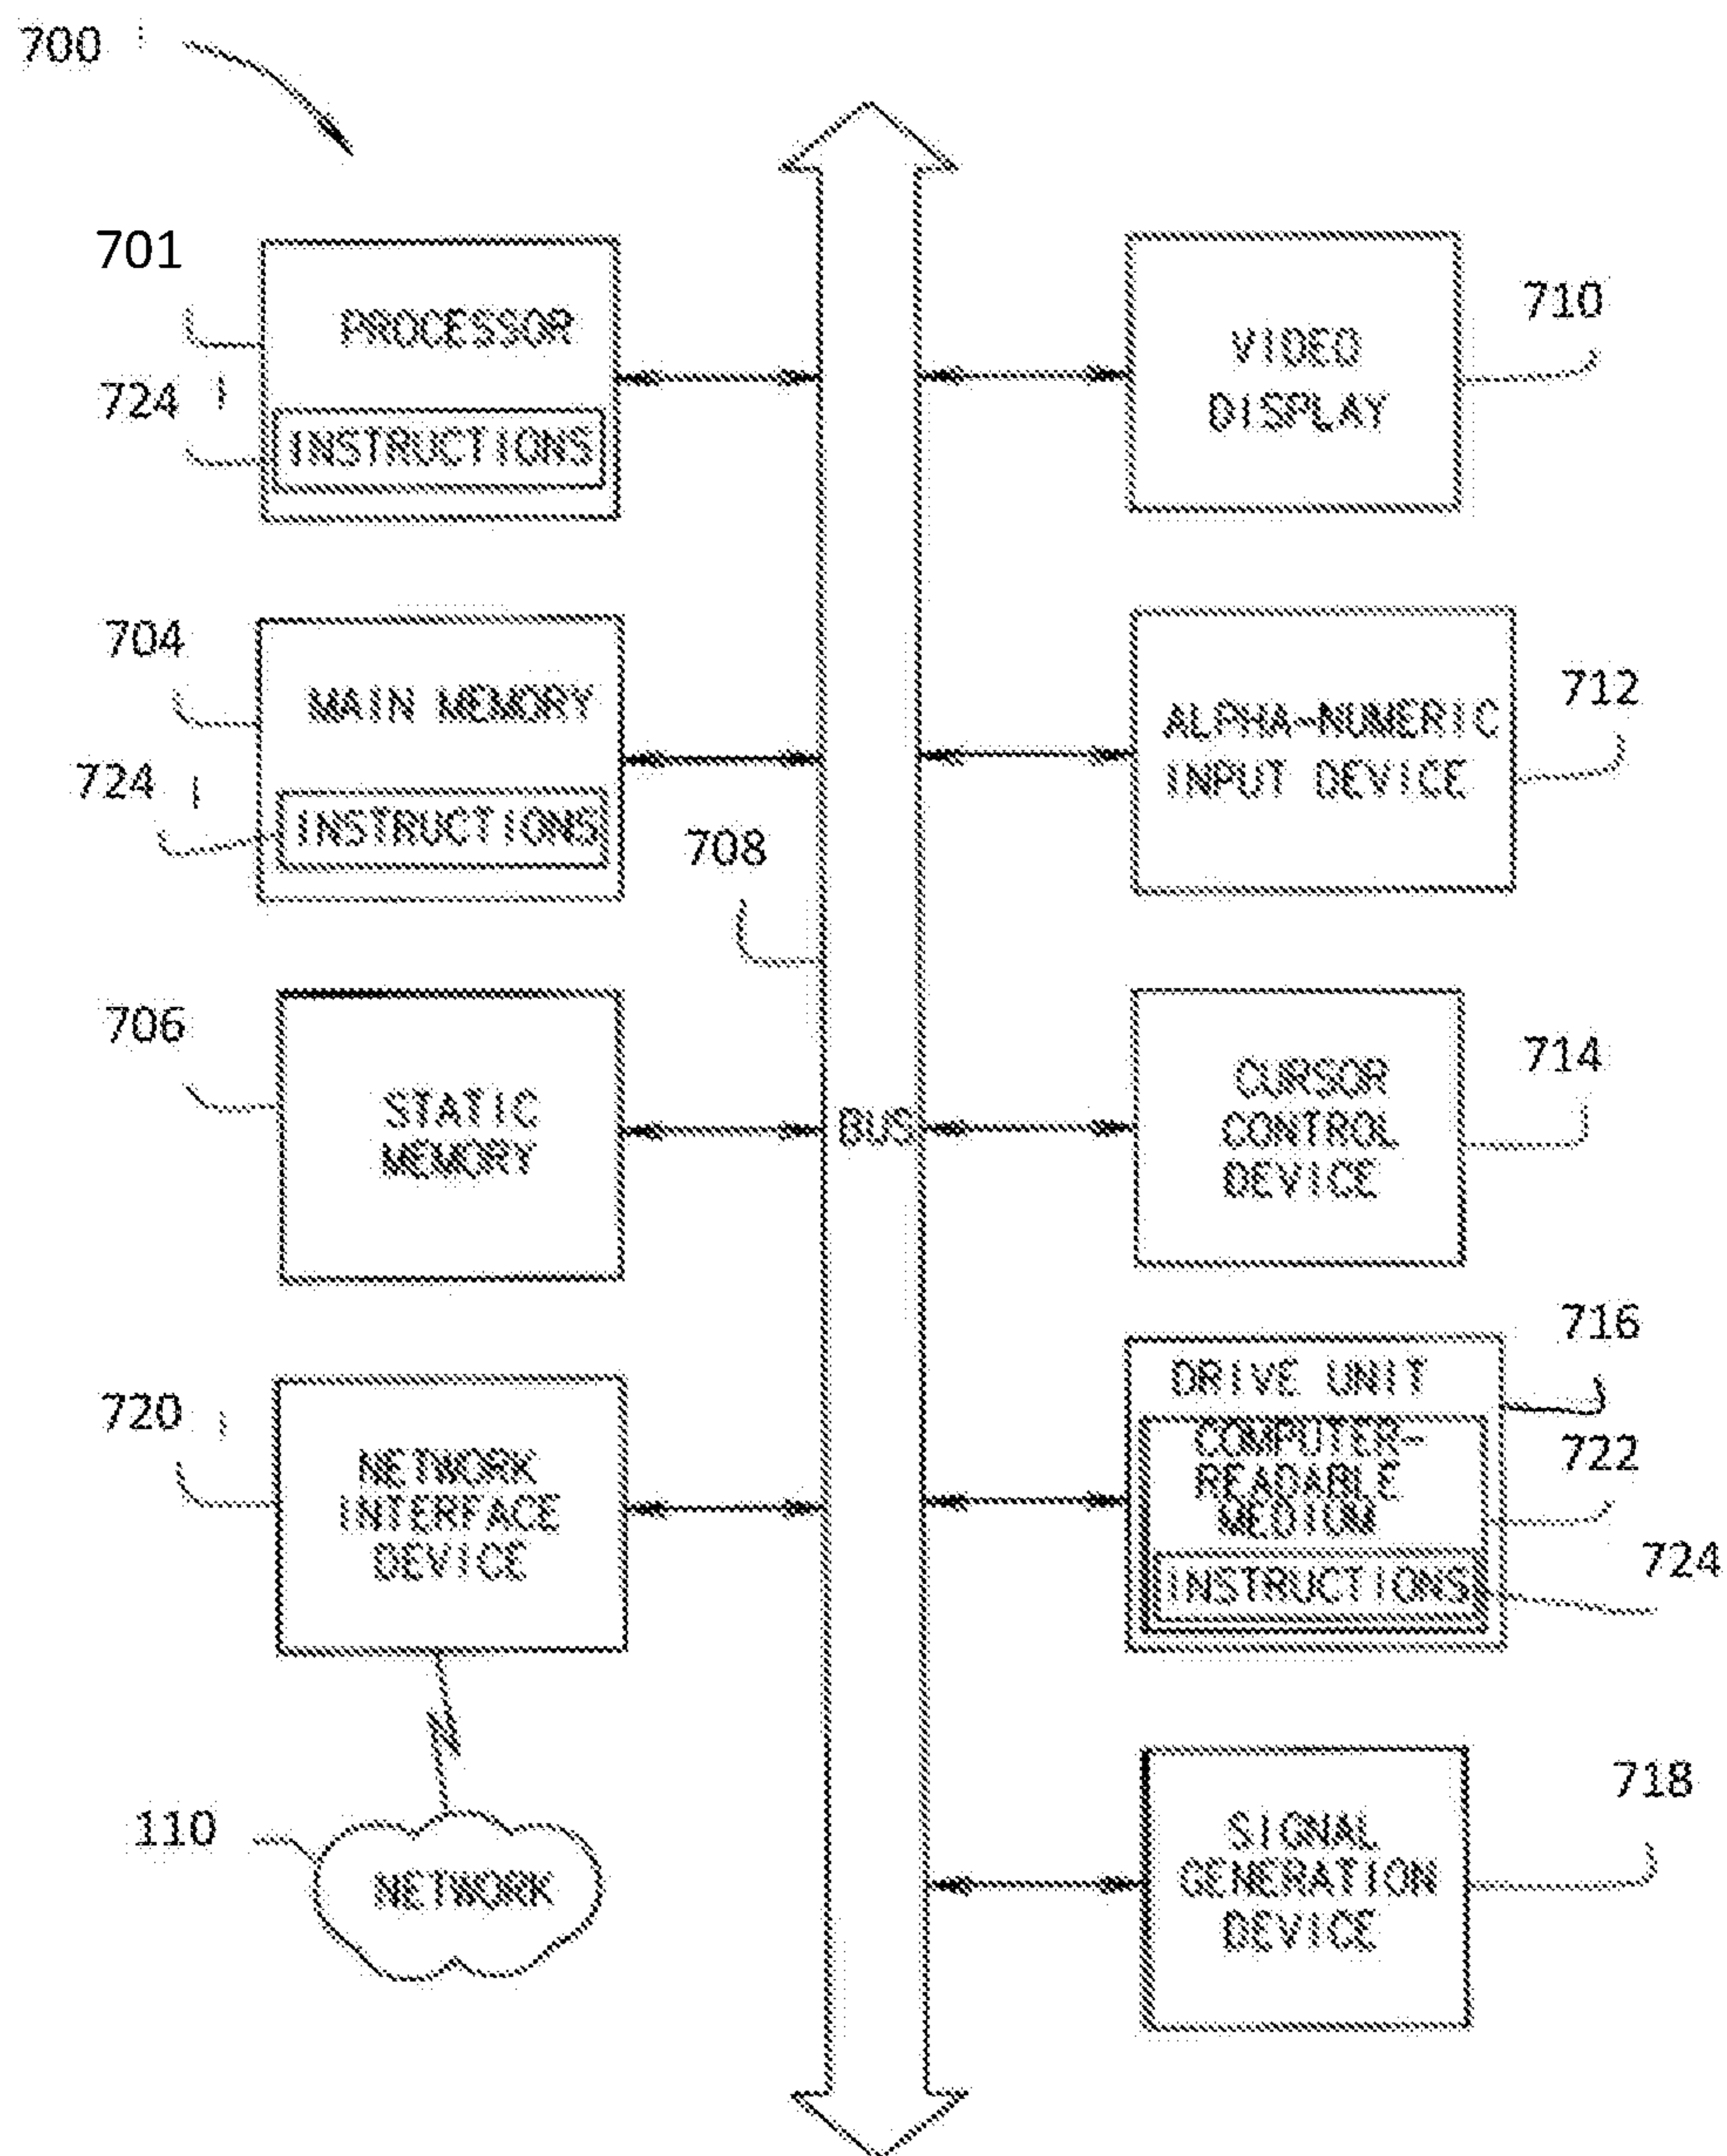 700
701
PROCESSOR
724
INSTRUCTIONS
704
MAIN MEMORY
724
INSTRUCTIONS
706
STATIC
MEMORY
720
NETWORK
INTERFACE
DEVICE
110
NETWORK
708
BUS
710
VIDEO
DISPLAY
712
ALPHA-NUMERIC
INPUT DEVICE
714
CURSOR
CONTROL
DEVICE
716
DRIVE UNIT
722
COMPUTER-
READABLE
MEDIUM
724
INSTRUCTIONS
718
SIGNAL
GENERATION
DEVICE